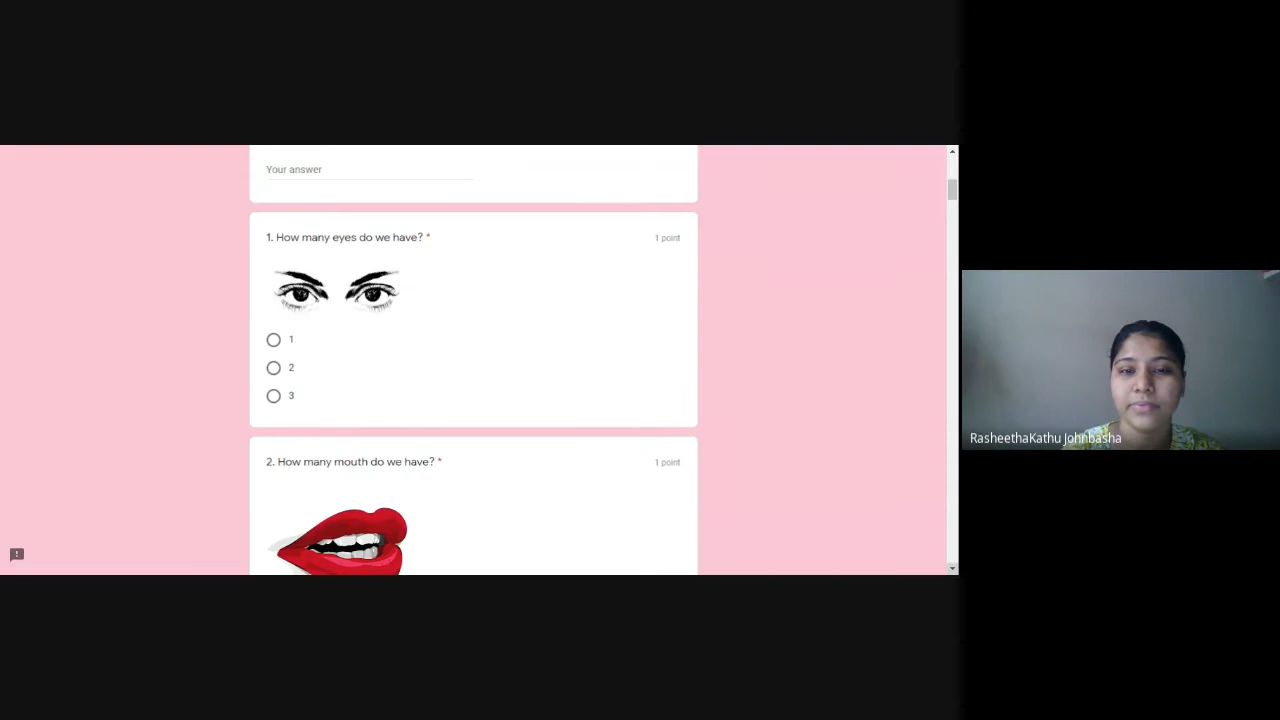 Your answer
1. How many eyes do we have? *
1 point
1
2
3
2. How many mouth do we have? *
1 point
RasheethaKathu Johnbasha